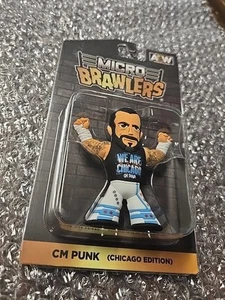 AEW
MICRO
BRAWLERS
WE ARE
CHICAGO
CM PUNK (CHICAGO EDITION)